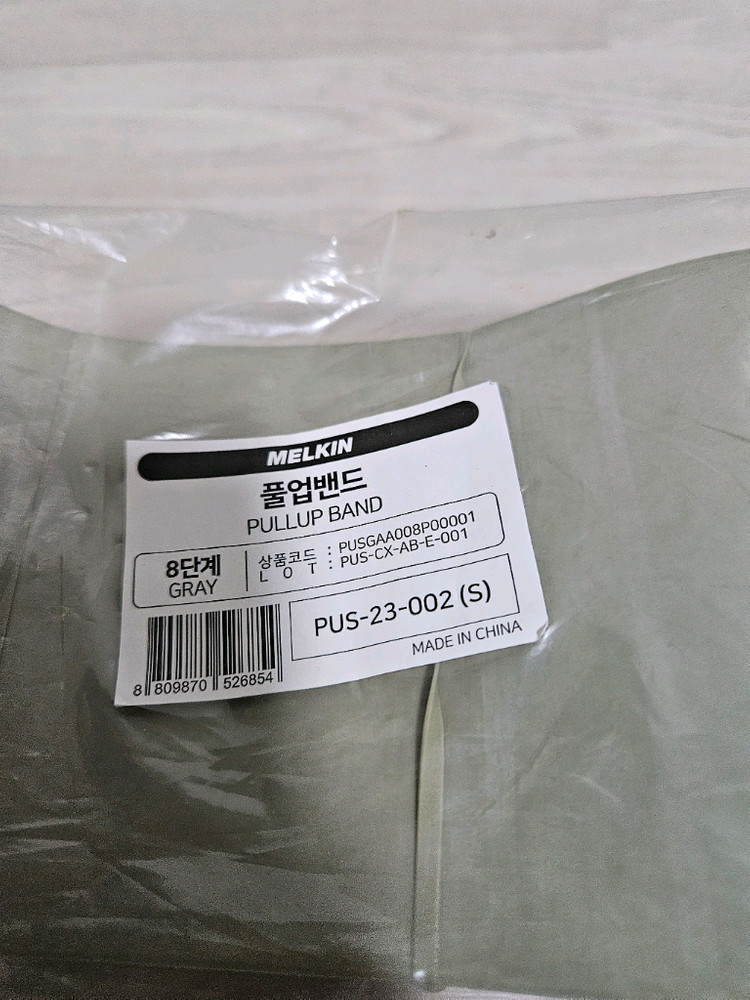 MELKIN
풀업밴드
PULLUP BAND
8단계
GRAY
상품코드 : PUSGAA008P00001
L O T : PUS-CX-AB-E-001
PUS-23-002 (S)
8 809870 526854
MADE IN CHINA